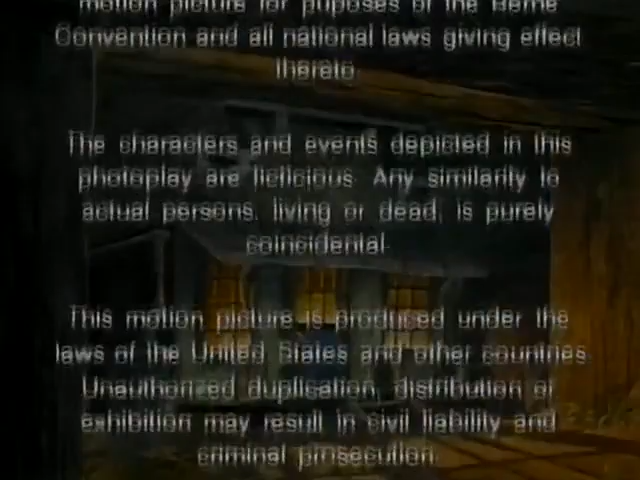 motion picture for puposes of the Berne
Convention and all national laws giving effect
thereto.
The characters and events depicted in this
photoplay are ficticious. Any similarity to
actual persons, living or dead, is purely
coincidental.
This motion picture is produced under the
laws of the United States and other countries.
Unauthorized duplication, distribution or
exhibition may result in civil liability and
criminal prosecution.